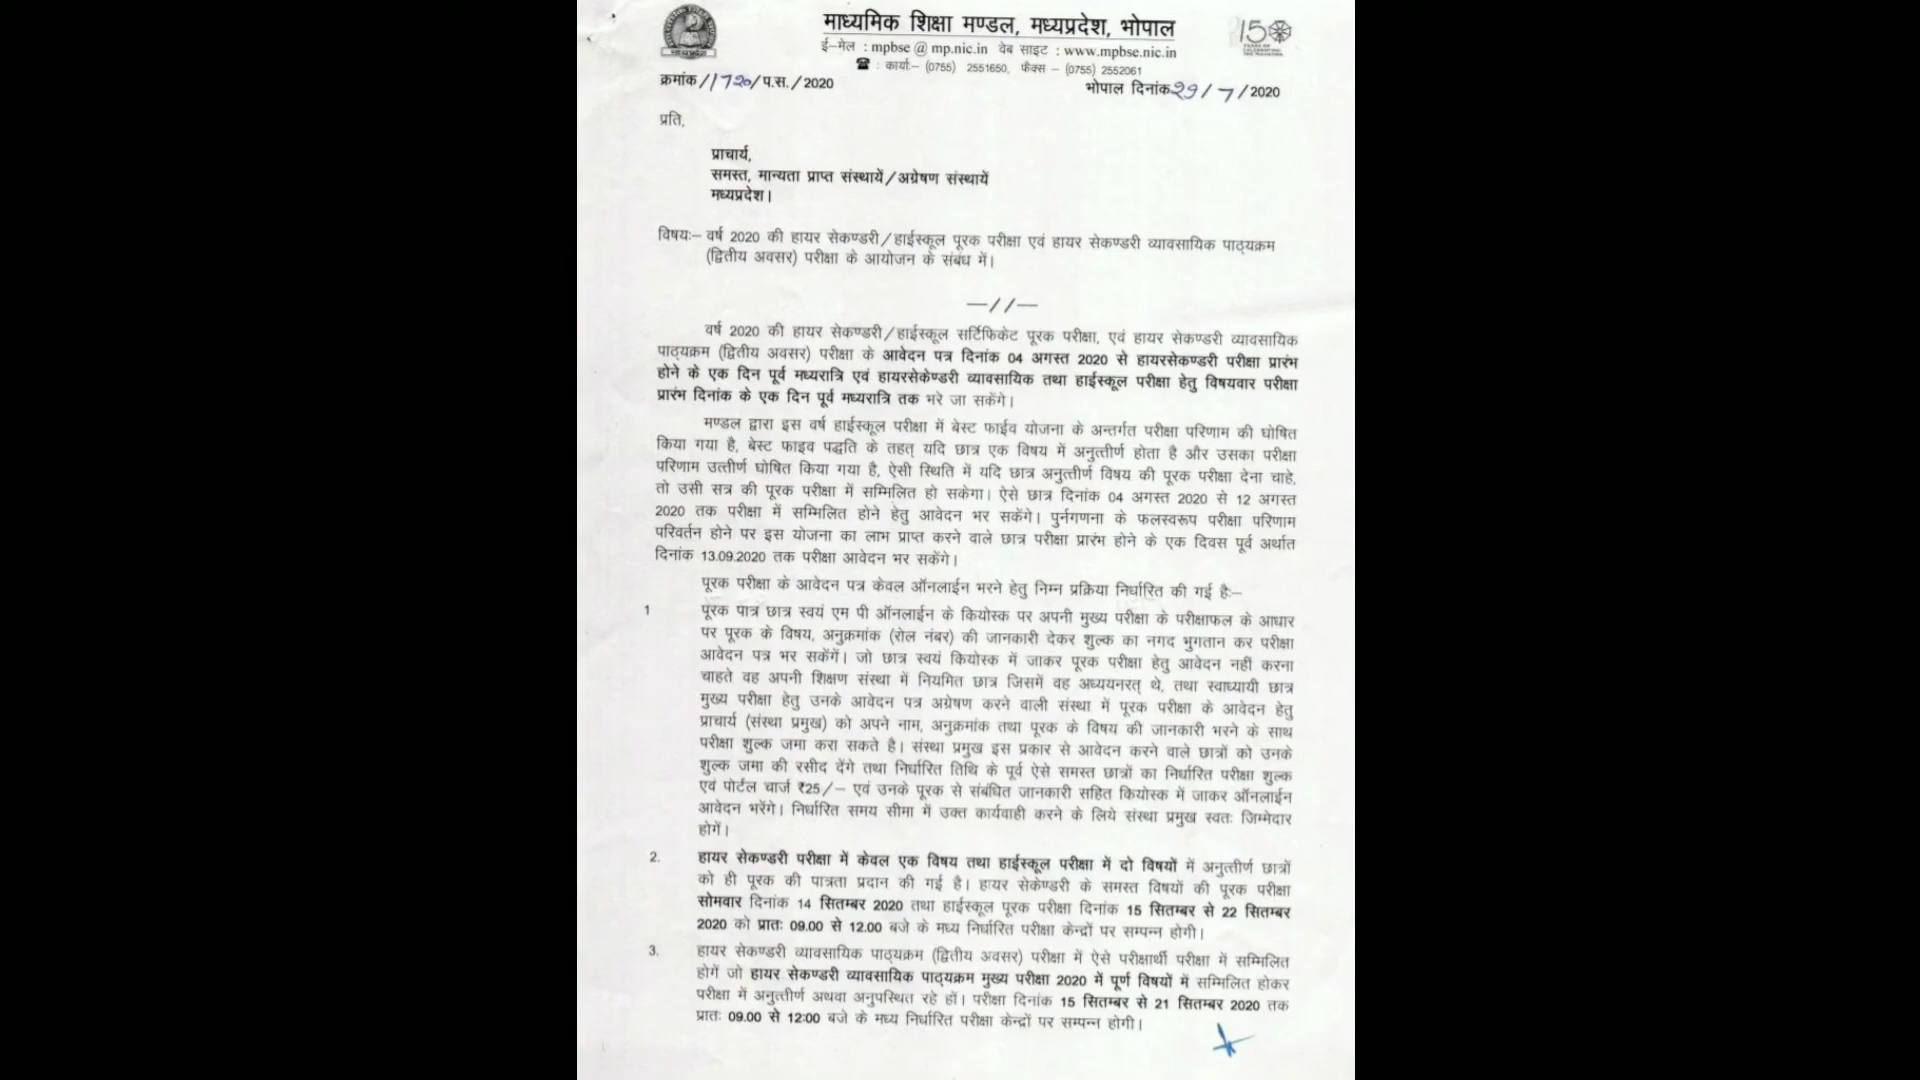 माध्यमिक शिक्षा मण्डल, मध्यप्रदेश, भोपाल
ई–मेल : mpbse @ mp.nic.in वेब साइट : www.mpbse.nic.in
☎ : कार्या:– (0755) 2551650, फैक्स – (0755) 2552061
क्रमांक//1720/प.स./2020
भोपाल दिनांक 29/7/2020
प्रति,
प्राचार्य,
समस्त, मान्यता प्राप्त संस्थायें/अग्रेषण संस्थायें
मध्यप्रदेश।
विषय:– वर्ष 2020 की हायर सेकण्डरी/हाईस्कूल पूरक परीक्षा एवं हायर सेकण्डरी व्यावसायिक पाठ्यक्रम
(द्वितीय अवसर) परीक्षा के आयोजन के संबंध में।
—//—
वर्ष 2020 की हायर सेकण्डरी/हाईस्कूल सर्टिफिकेट पूरक परीक्षा, एवं हायर सेकण्डरी व्यावसायिक
पाठ्यक्रम (द्वितीय अवसर) परीक्षा के आवेदन पत्र दिनांक 04 अगस्त 2020 से हायरसेकण्डरी परीक्षा प्रारंभ
होने के एक दिन पूर्व मध्यरात्रि एवं हायरसेकेण्डरी व्यावसायिक तथा हाईस्कूल परीक्षा हेतु विषयवार परीक्षा
प्रारंभ दिनांक के एक दिन पूर्व मध्यरात्रि तक भरे जा सकेंगे।
मण्डल द्वारा इस वर्ष हाईस्कूल परीक्षा में बेस्ट फाईव योजना के अन्तर्गत परीक्षा परिणाम की घोषित
किया गया है, बेस्ट फाइव पद्धति के तहत् यदि छात्र एक विषय में अनुत्तीर्ण होता है और उसका परीक्षा
परिणाम उत्तीर्ण घोषित किया गया है, ऐसी स्थिति में यदि छात्र अनुत्तीर्ण विषय की पूरक परीक्षा देना चाहे,
तो उसी सत्र की पूरक परीक्षा में सम्मिलित हो सकेगा। ऐसे छात्र दिनांक 04 अगस्त 2020 से 12 अगस्त
2020 तक परीक्षा में सम्मिलित होने हेतु आवेदन भर सकेंगे। पुर्नगणना के फलस्वरूप परीक्षा परिणाम
परिवर्तन होने पर इस योजना का लाभ प्राप्त करने वाले छात्र परीक्षा प्रारंभ होने के एक दिवस पूर्व अर्थात
दिनांक 13.09.2020 तक परीक्षा आवेदन भर सकेंगे।
पूरक परीक्षा के आवेदन पत्र केवल ऑनलाईन भरने हेतु निम्न प्रक्रिया निर्धारित की गई है:–
1 पूरक पात्र छात्र स्वयं एम पी ऑनलाईन के कियोस्क पर अपनी मुख्य परीक्षा के परीक्षाफल के आधार
पर पूरक के विषय, अनुक्रमांक (रोल नंबर) की जानकारी देकर शुल्क का नगद भुगतान कर परीक्षा
आवेदन पत्र भर सकेंगें। जो छात्र स्वयं कियोस्क में जाकर पूरक परीक्षा हेतु आवेदन नहीं करना
चाहते वह अपनी शिक्षण संस्था में नियमित छात्र जिसमें वह अध्ययनरत् थे, तथा स्वाध्यायी छात्र
मुख्य परीक्षा हेतु उनके आवेदन पत्र अग्रेषण करने वाली संस्था में पूरक परीक्षा के आवेदन हेतु
प्राचार्य (संस्था प्रमुख) को अपने नाम, अनुक्रमांक तथा पूरक के विषय की जानकारी भरने के साथ
परीक्षा शुल्क जमा करा सकते है। संस्था प्रमुख इस प्रकार से आवेदन करने वाले छात्रों को उनके
शुल्क जमा की रसीद देंगे तथा निर्धारित तिथि के पूर्व ऐसे समस्त छात्रों का निर्धारित परीक्षा शुल्क
एवं पोर्टल चार्ज ₹25/– एवं उनके पूरक से संबंधित जानकारी सहित कियोस्क में जाकर ऑनलाईन
आवेदन भरेंगे। निर्धारित समय सीमा में उक्त कार्यवाही करने के लिये संस्था प्रमुख स्वतः जिम्मेदार
होगें।
2. हायर सेकण्डरी परीक्षा में केवल एक विषय तथा हाईस्कूल परीक्षा में दो विषयों में अनुत्तीर्ण छात्रों
को ही पूरक की पात्रता प्रदान की गई है। हायर सेकेण्डरी के समस्त विषयों की पूरक परीक्षा
सोमवार दिनांक 14 सितम्बर 2020 तथा हाईस्कूल पूरक परीक्षा दिनांक 15 सितम्बर से 22 सितम्बर
2020 को प्रातः 09.00 से 12.00 बजे के मध्य निर्धारित परीक्षा केन्द्रों पर सम्पन्न होगी।
3. हायर सेकण्डरी व्यावसायिक पाठ्यक्रम (द्वितीय अवसर) परीक्षा में ऐसे परीक्षार्थी परीक्षा में सम्मिलित
होगें जो हायर सेकण्डरी व्यावसायिक पाठ्यक्रम मुख्य परीक्षा 2020 में पूर्ण विषयों में सम्मिलित होकर
परीक्षा में अनुत्तीर्ण अथवा अनुपस्थित रहे हों। परीक्षा दिनांक 15 सितम्बर से 21 सितम्बर 2020 तक
प्रातः 09.00 से 12:00 बजे के मध्य निर्धारित परीक्षा केन्द्रों पर सम्पन्न होगी।